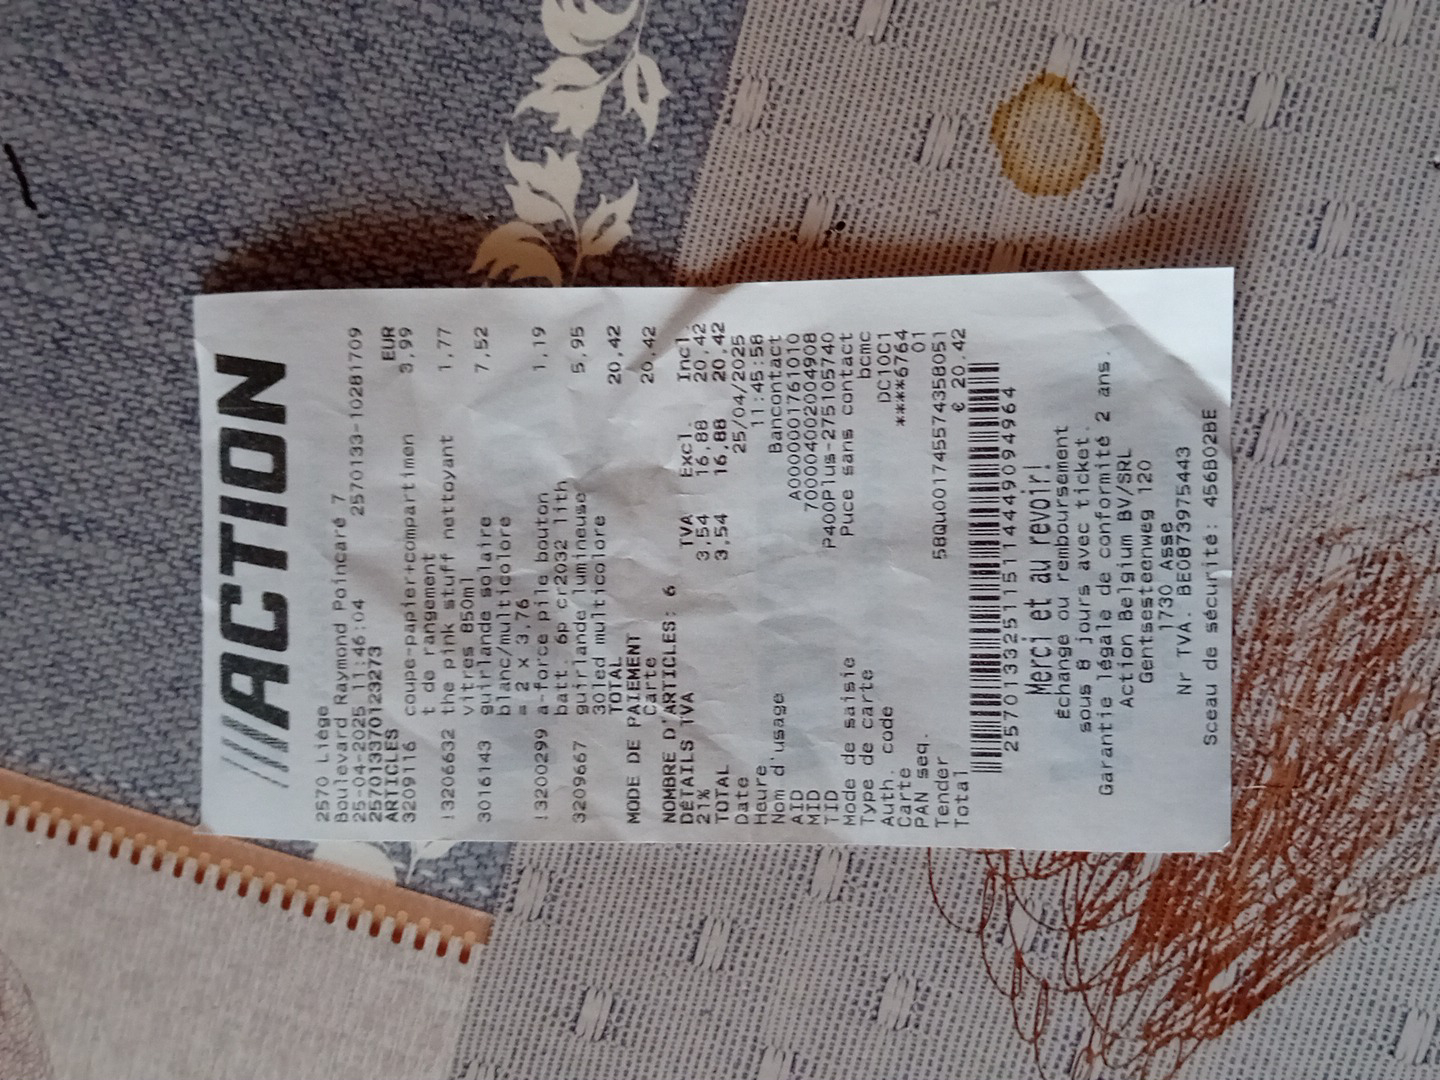 ACTION
2570 Liège
Boulevard Raymond Poincaré 7
25-04-2025 11:46:04 2570133-10281709
2570133701232​73
ARTICLES EUR
3209116 coupe-papier+compartimen 3,99
t de rangement
13206632 the pink stuff nettoyant 1,77
vitres 850ml
3016143 guirlande solaire 7,52
blanc/multicolore
= 2 x 3,76
13200299 a-force pile bouton 1,19
batt. 6p cr2032 lith
3209667 guirlande lumineuse 5,95
30led multicolore
TOTAL 20,42
MODE DE PAIEMENT
Carte 20,42
NOMBRE D'ARTICLES: 6
DÉTAILS TVA TVA Excl. Incl.
21% 3,54 16,88 20,42
TOTAL 3,54 16,88 20,42
Date 25/04/2025
Heure 11:45:58
Nom d'usage Bancontact
AID A0000001761010
MID 700004002004908
TID P400Plus-275105740
Mode de saisie Puce sans contact
Type de carte bcmc
Auth. code DC10C1
Carte ****6764
PAN seq. 01
Tender 58QU001745574358051
Total € 20.42
2570133251151144490​94964
Merci et au revoir!
Échange ou remboursement
sous 8 jours avec ticket.
Garantie légale de conformité 2 ans.
Action Belgium BV/SRL
Gentsesteenweg 120
1730 Asse
Nr TVA. BE0873975443
Sceau de sécurité: 456B02BE